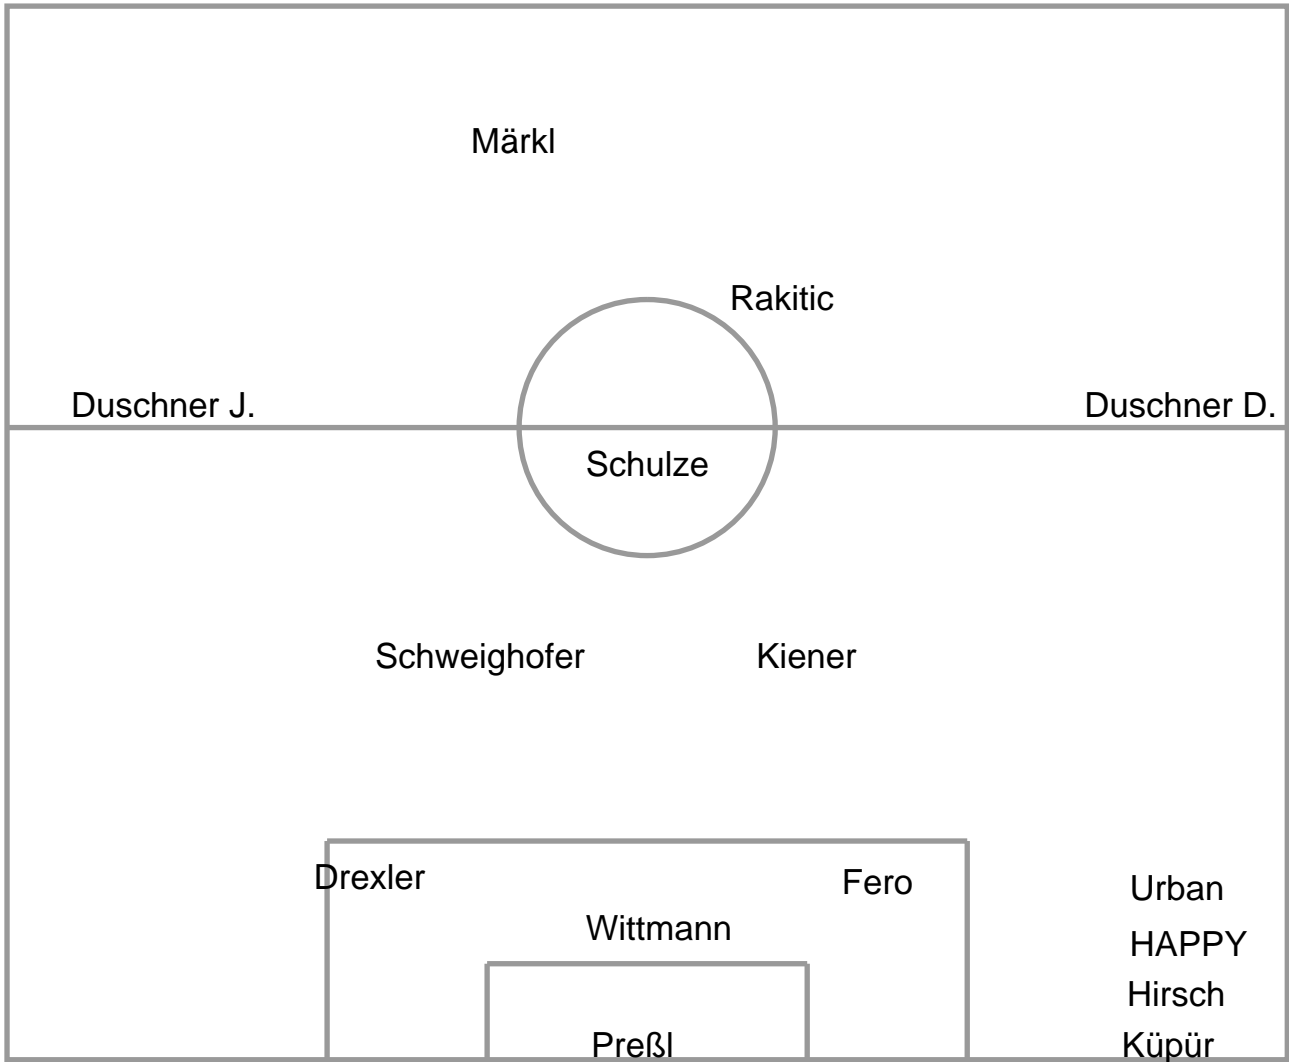 Märkl
Rakitic
Duschner J.
Duschner D.
Schulze
Schweighofer
Kiener
Drexler
Fero
Urban
Wittmann
HAPPY
Hirsch
Preßl
Küpür